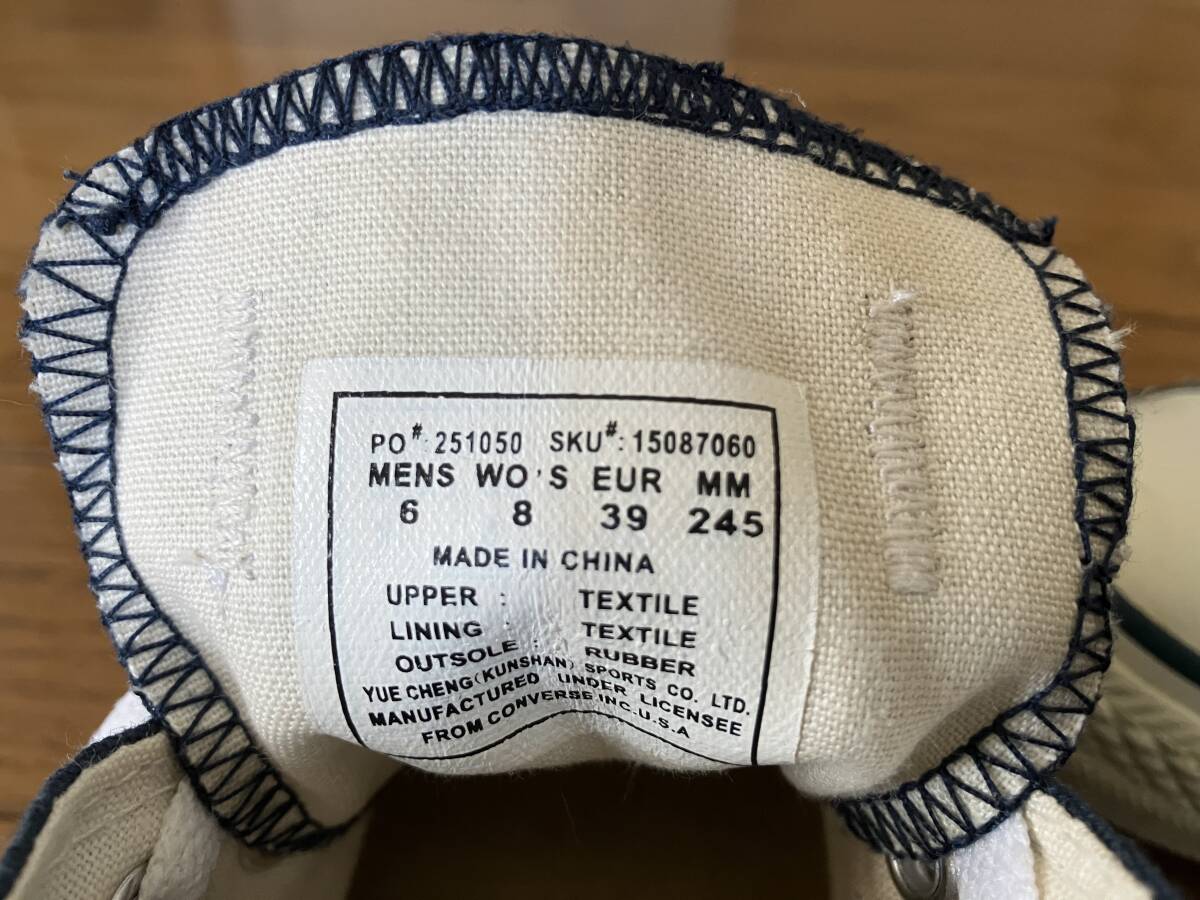 PO#: 251050 SKU#: 15087060
MENS WO'S EUR MM
6 8 39 245
MADE IN CHINA
UPPER : TEXTILE
LINING : TEXTILE
OUTSOLE : RUBBER
YUE CHENG(KUNSHAN) SPORTS CO. LTD.
MANUFACTURED UNDER LICENSEE
FROM CONVERSE INC.U.S.A